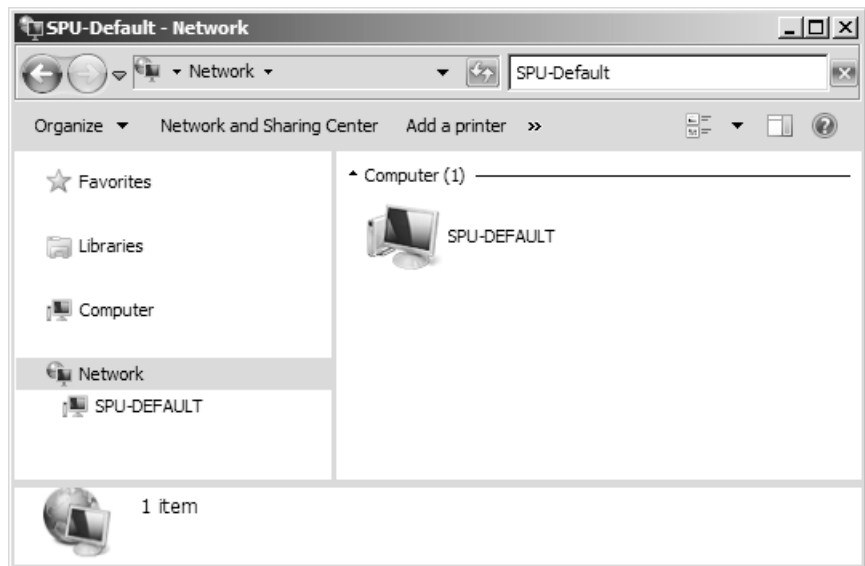 SPU-Default - Network
Network
SPU-Default
Organize
Network and Sharing Center
Add a printer
»
Favorites
Libraries
Computer
Network
SPU-DEFAULT
Computer (1)
SPU-DEFAULT
1 item